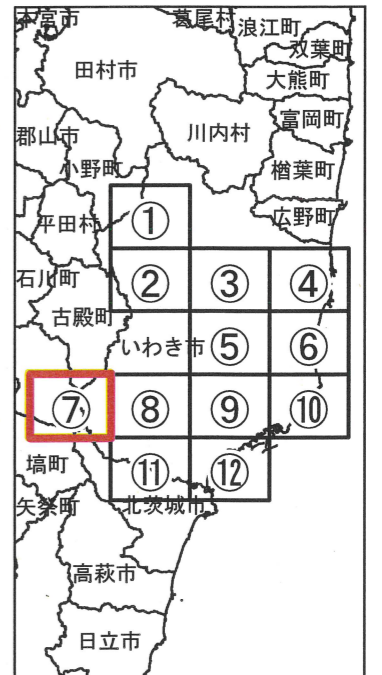 本宮市
葛尾村
浪江町
双葉町
田村市
大熊町
富岡町
郡山市
川内村
小野町
楢葉町
①
平田村
広野町
石川町
②
③
④
古殿町
いわき市
⑤
⑥
⑦
⑧
⑨
⑩
塙町
⑪
⑫
矢祭町
北茨城市
高萩市
日立市